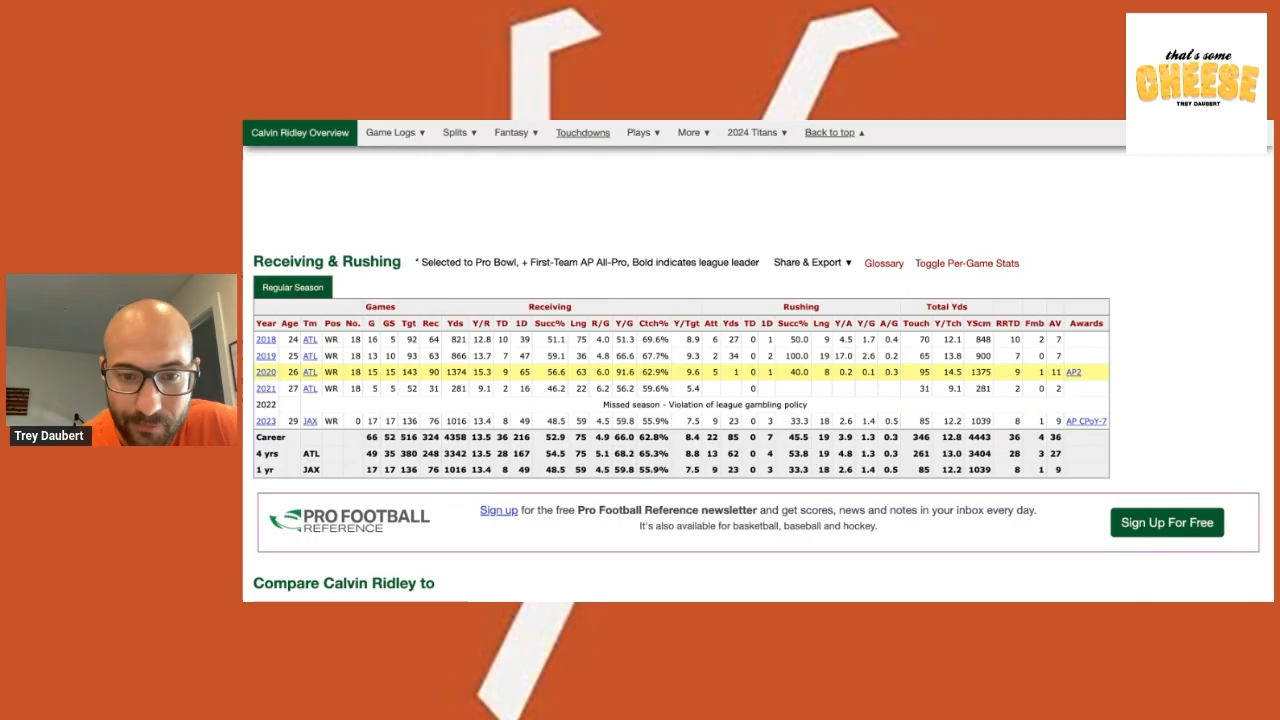 that's some
CHEESE
TREY DAUBERT
Calvin Ridley Overview Game Logs ▼ Splits ▼ Fantasy ▼ Touchdowns Plays ▼ More ▼ 2024 Titans ▼ Back to top ▲
Receiving & Rushing * Selected to Pro Bowl, + First-Team AP All-Pro, Bold indicates league leader Share & Export ▼ Glossary Toggle Per-Game Stats
Regular Season
Games Receiving Rushing Total Yds
Year Age Tm Pos No. G GS Tgt Rec Yds Y/R TD 1D Succ% Lng R/G Y/G Ctch% Y/Tgt Att Yds TD 1D Succ% Lng Y/A Y/G A/G Touch Y/Tch YScm RRTD Fmb AV Awards
2018 24 ATL WR 18 16 5 92 64 821 12.8 10 39 51.1 75 4.0 51.3 69.6% 8.9 6 27 0 1 50.0 9 4.5 1.7 0.4 70 12.1 848 10 2 7
2019 25 ATL WR 18 13 10 93 63 866 13.7 7 47 59.1 36 4.8 66.6 67.7% 9.3 2 34 0 2 100.0 19 17.0 2.6 0.2 65 13.8 900 7 0 7
2020 26 ATL WR 18 15 15 143 90 1374 15.3 9 65 56.6 63 6.0 91.6 62.9% 9.6 5 1 0 1 40.0 8 0.2 0.1 0.3 95 14.5 1375 9 1 11 AP2
2021 27 ATL WR 18 5 5 52 31 281 9.1 2 16 46.2 22 6.2 56.2 59.6% 5.4 0 31 9.1 281 2 0 2
2022 Missed season - Violation of league gambling policy
2023 29 JAX WR 0 17 17 136 76 1016 13.4 8 49 48.5 59 4.5 59.8 55.9% 7.5 9 23 0 3 33.3 18 2.6 1.4 0.5 85 12.2 1039 8 1 9 AP CPoY-7
Career 66 52 516 324 4358 13.5 36 216 52.9 75 4.9 66.0 62.8% 8.4 22 85 0 7 45.5 19 3.9 1.3 0.3 346 12.8 4443 36 4 36
4 yrs ATL 49 35 380 248 3342 13.5 28 167 54.5 75 5.1 68.2 65.3% 8.8 13 62 0 4 53.8 19 4.8 1.3 0.3 261 13.0 3404 28 3 27
1 yr JAX 17 17 136 76 1016 13.4 8 49 48.5 59 4.5 59.8 55.9% 7.5 9 23 0 3 33.3 18 2.6 1.4 0.5 85 12.2 1039 8 1 9
Trey Daubert
PRO FOOTBALL
REFERENCE
Sign up for the free Pro Football Reference newsletter and get scores, news and notes in your inbox every day.
It's also available for basketball, baseball and hockey.
Sign Up For Free
Compare Calvin Ridley to